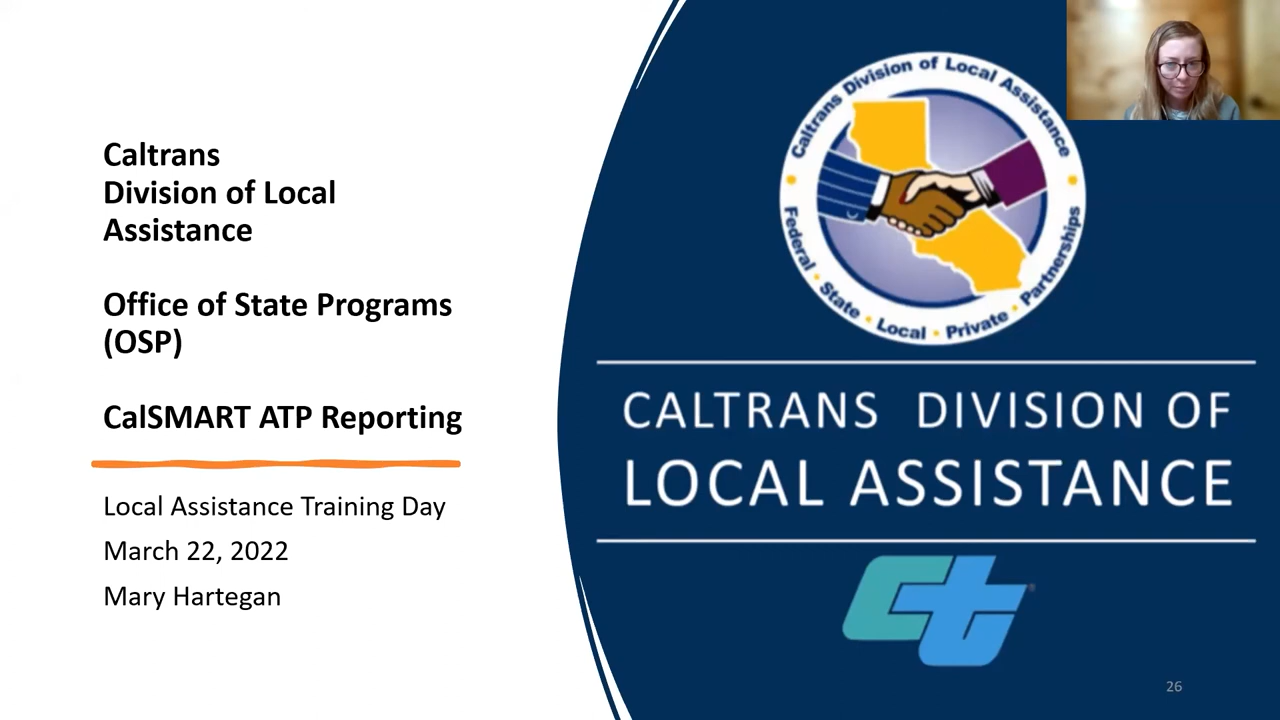 Caltrans
Division of Local
Assistance
Office of State Programs
(OSP)
CalSMART ATP Reporting
Local Assistance Training Day
March 22, 2022
Mary Hartegan
Caltrans Division of Local Assistance
Federal • State • Local • Private • Partnerships
CALTRANS DIVISION OF
LOCAL ASSISTANCE
ct
26